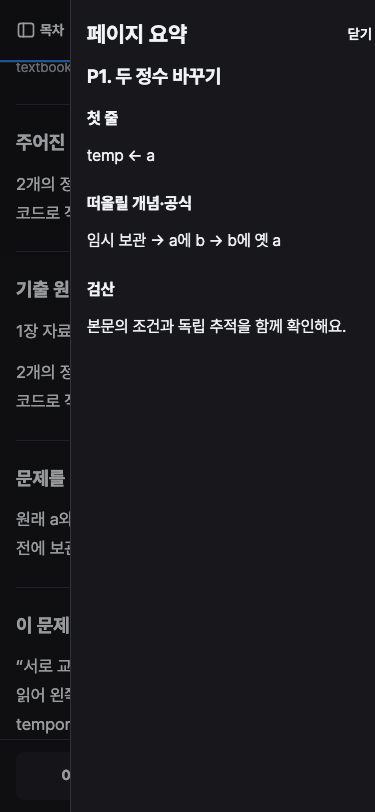 목차
페이지 요약
닫기
textbook
P1. 두 정수 바꾸기
첫 줄
주어진
temp ← a
2개의 정
코드로 작
떠올릴 개념·공식
임시 보관 → a에 b → b에 옛 a
기출 원
검산
1장 자료
본문의 조건과 독립 추적을 함께 확인해요.
2개의 정
코드로 작
문제를
원래 a와
전에 보관
이 문제
“서로 교
읽어 왼쪽
tempor